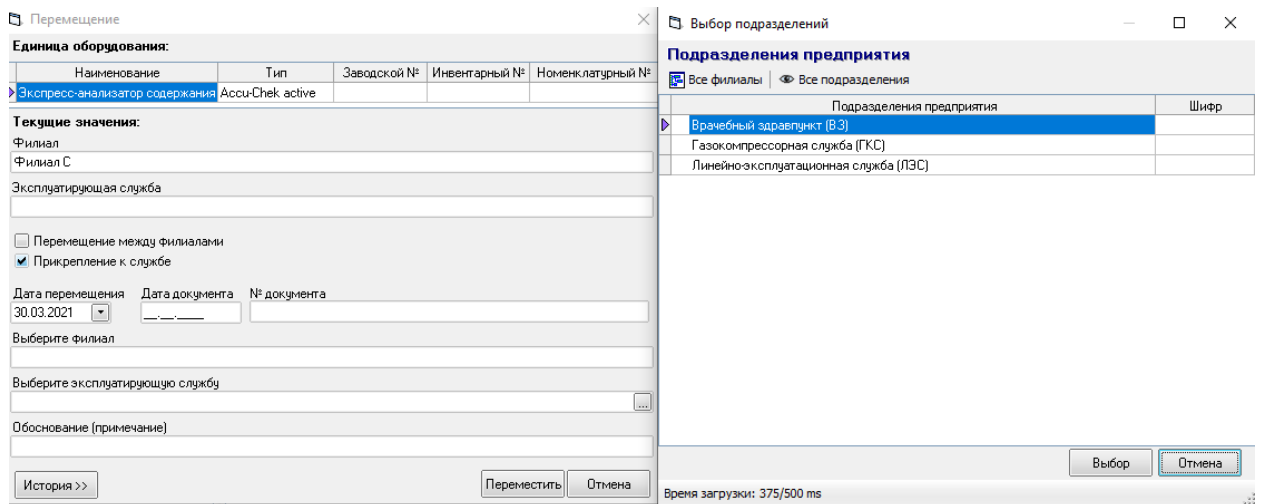 Перемещение
Единица оборудования:
Наименование Тип Заводской № Инвентарный № Номенклатурный №
Экспресс-анализатор содержания Accu-Chek active
Текущие значения:
Филиал
Филиал С
Эксплуатирующая служба
Перемещение между филиалами
Прикрепление к службе
Дата перемещения Дата документа № документа
30.03.2021 __.__.____
Выберите филиал
Выберите эксплуатирующую службу
...
Обоснование (примечание)
История >> Переместить Отмена
Выбор подразделений
Подразделения предприятия
Все филиалы Все подразделения
Подразделения предприятия Шифр
Врачебный здравпункт (ВЗ)
Газокомпрессорная служба (ГКС)
Линейно-эксплуатационная служба (ЛЭС)
Выбор Отмена
Время загрузки: 375/500 ms